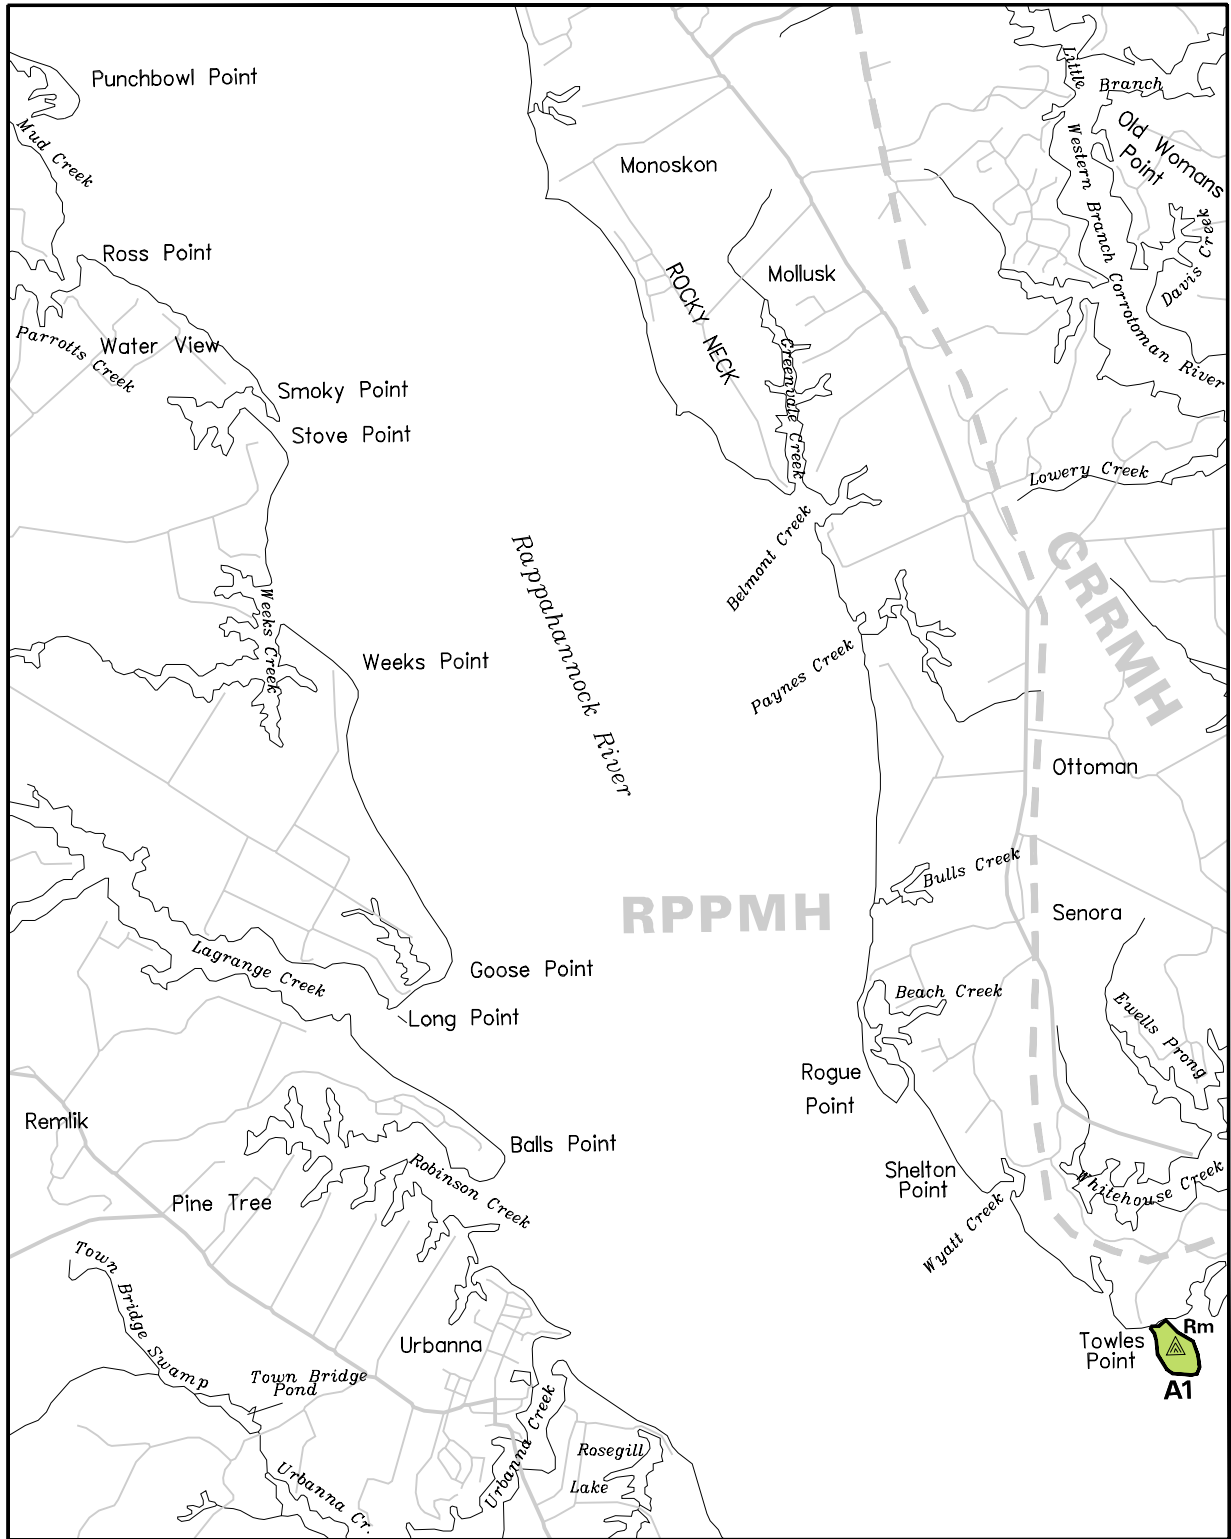 Punchbowl Point
Little
Branch
Mud Creek
Old Womans
Point
Western Branch Corrotoman River
Monoskon
Davis Creek
Ross Point
ROCKY NECK
Mollusk
Parrotts Creek
Water View
Greenvale Creek
Smoky Point
Stove Point
Lowery Creek
Belmont Creek
Rappahannock River
CRRMH
Weeks Creek
Weeks Point
Paynes Creek
Ottoman
Bulls Creek
RPPMH
Senora
Lagrange Creek
Goose Point
Long Point
Beach Creek
Ewells Prong
Rogue
Point
Remlik
Balls Point
Robinson Creek
Pine Tree
Shelton
Point
Whitehouse Creek
Wyatt Creek
Town Bridge Swamp
Urbanna
Town Bridge
Pond
Towles
Point
Rm
A1
Urbanna Creek
Rosegill
Lake
Urbanna Cr.